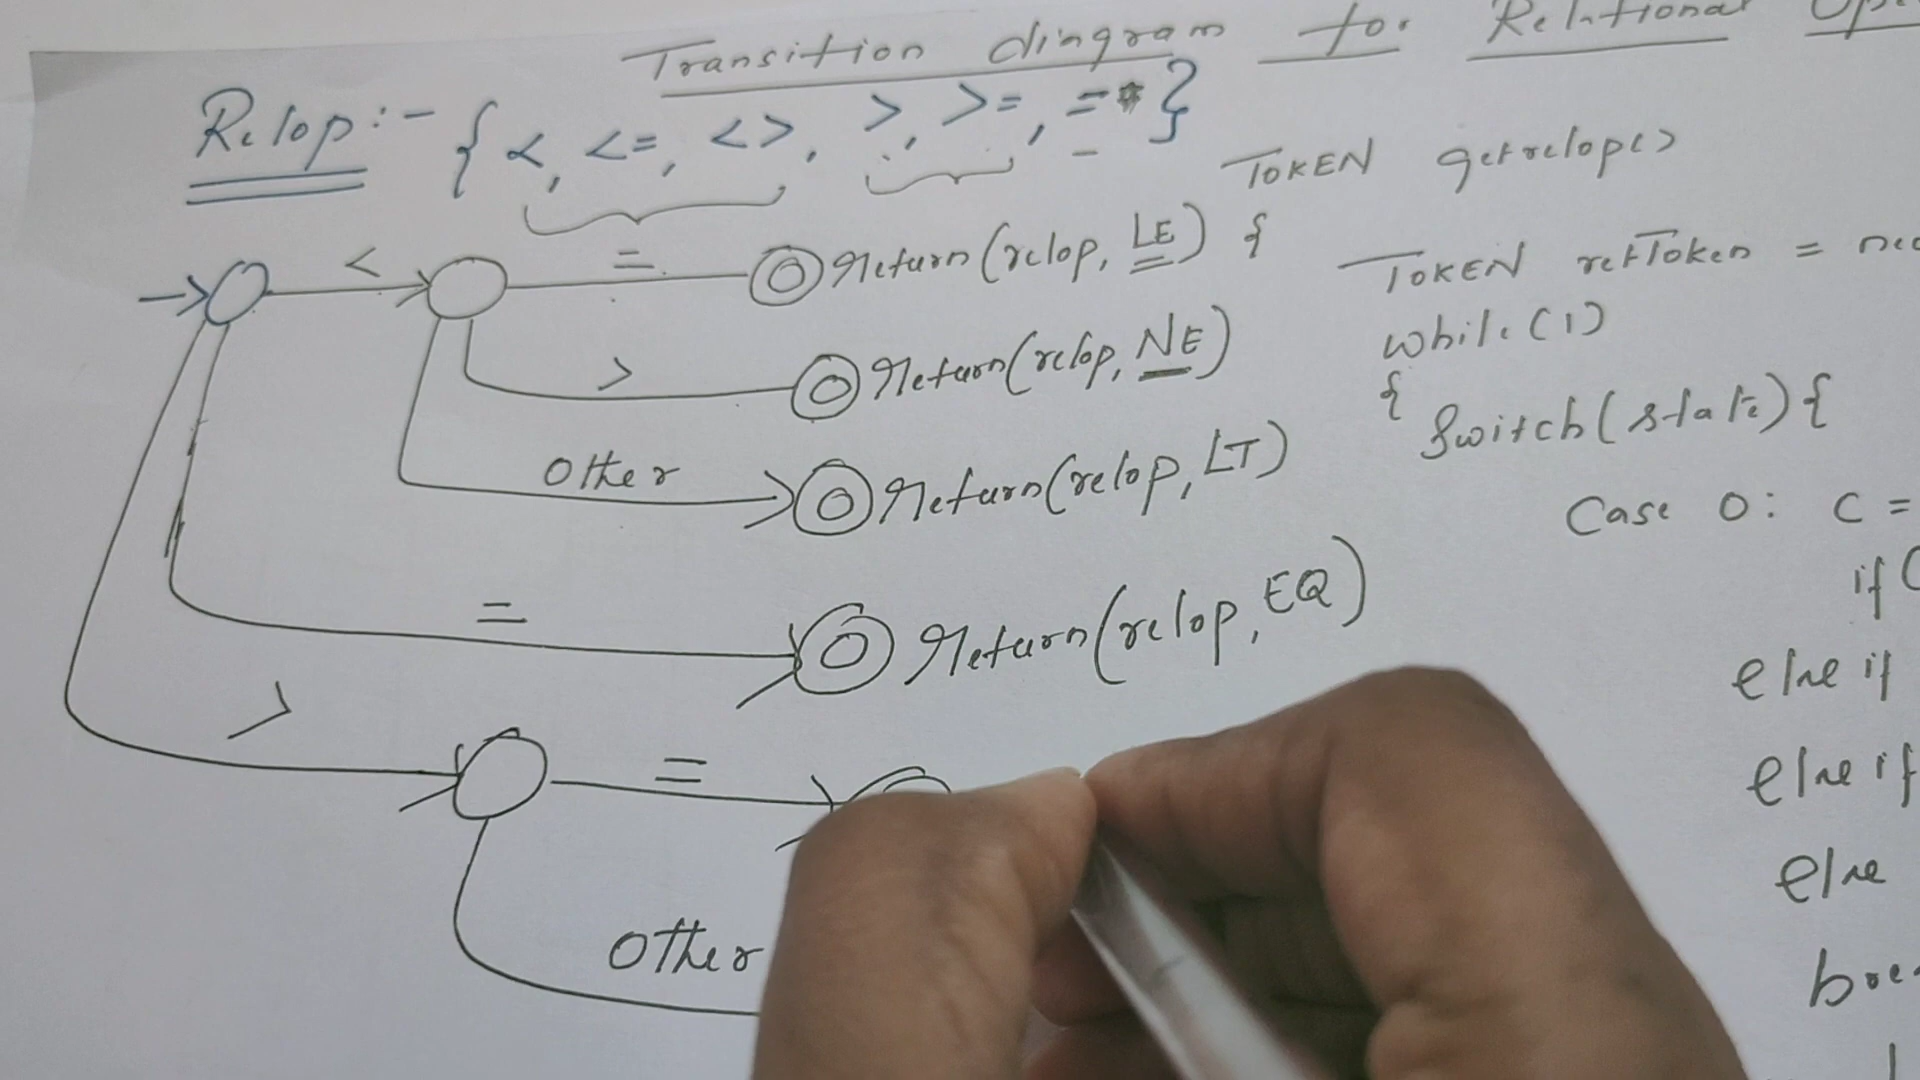 Transition diagram for Relational
Relop:- { <, <=, <>, >, >=, = }
< = return(relop, LE)
> return(relop, NE)
Other return(relop, LT)
= return(relop, EQ)
> =
Other
TOKEN getrelop()
{
TOKEN retToken =
while(1)
{ Switch(state){
Case 0: C =
if (
else if
else if
else